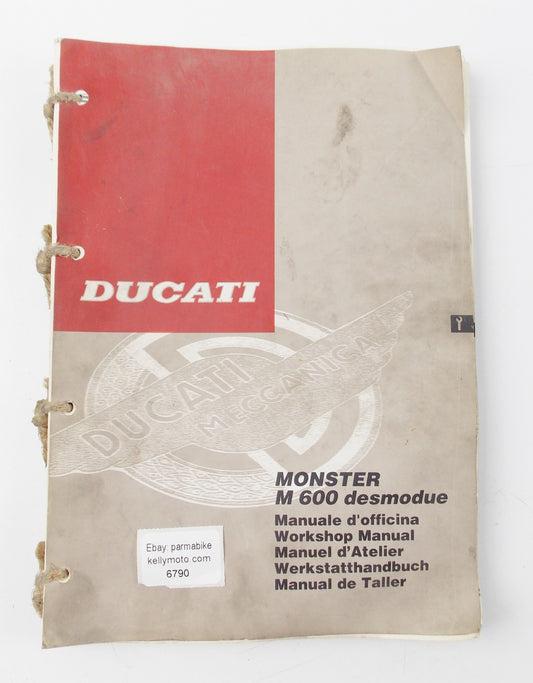 DUCATI
DUCATI
MECCANICA
MONSTER
M 600 desmodue
Manuale d'officina
Workshop Manual
Manuel d'Atelier
Werkstatthandbuch
Manual de Taller
Ebay: parmabike
kellymoto.com
6790